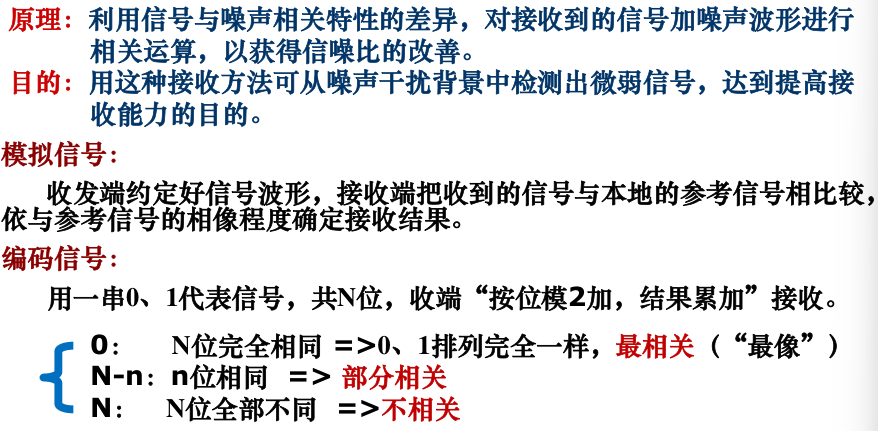 原理：利用信号与噪声相关特性的差异，对接收到的信号加噪声波形进行
相关运算，以获得信噪比的改善。
目的：用这种接收方法可从噪声干扰背景中检测出微弱信号，达到提高接
收能力的目的。
模拟信号：
收发端约定好信号波形，接收端把收到的信号与本地的参考信号相比较，
依与参考信号的相像程度确定接收结果。
编码信号：
用一串0、1代表信号，共N位，收端“按位模2加，结果累加”接收。
0： N位完全相同 =>0、1排列完全一样，最相关（“最像”）
N-n：n位相同 => 部分相关
N： N位全部不同 =>不相关